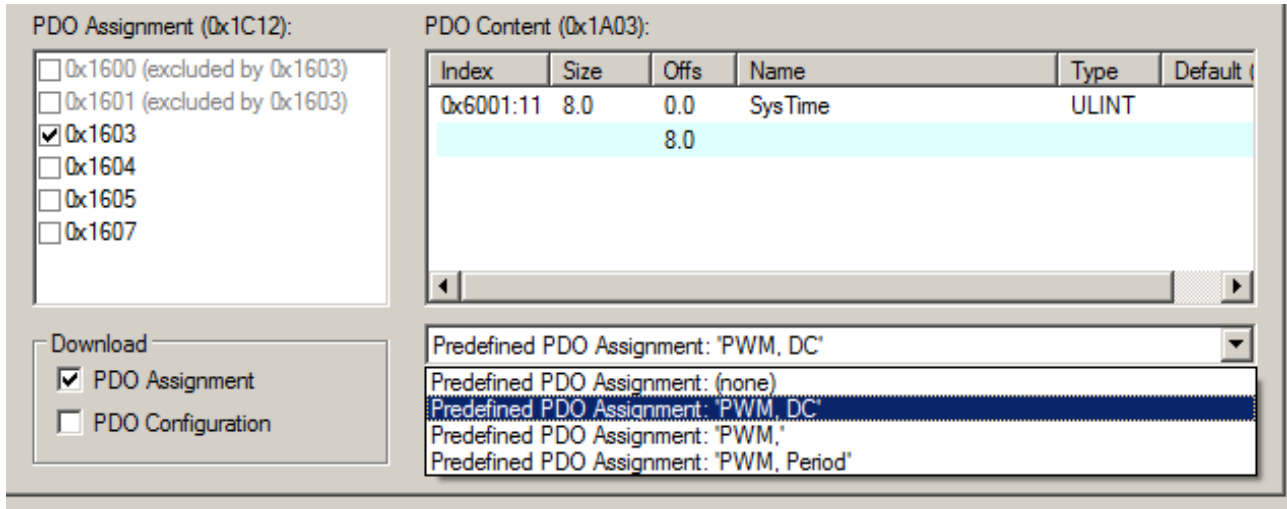 PDO Assignment (0x1C12):
0x1600 (excluded by 0x1603)
0x1601 (excluded by 0x1603)
0x1603
0x1604
0x1605
0x1607
PDO Content (0x1A03):
Index Size Offs Name Type Default (
0x6001:11 8.0 0.0 SysTime ULINT
8.0
Download
PDO Assignment
PDO Configuration
Predefined PDO Assignment: 'PWM, DC'
Predefined PDO Assignment: (none)
Predefined PDO Assignment: 'PWM, DC'
Predefined PDO Assignment: 'PWM,'
Predefined PDO Assignment: 'PWM, Period'